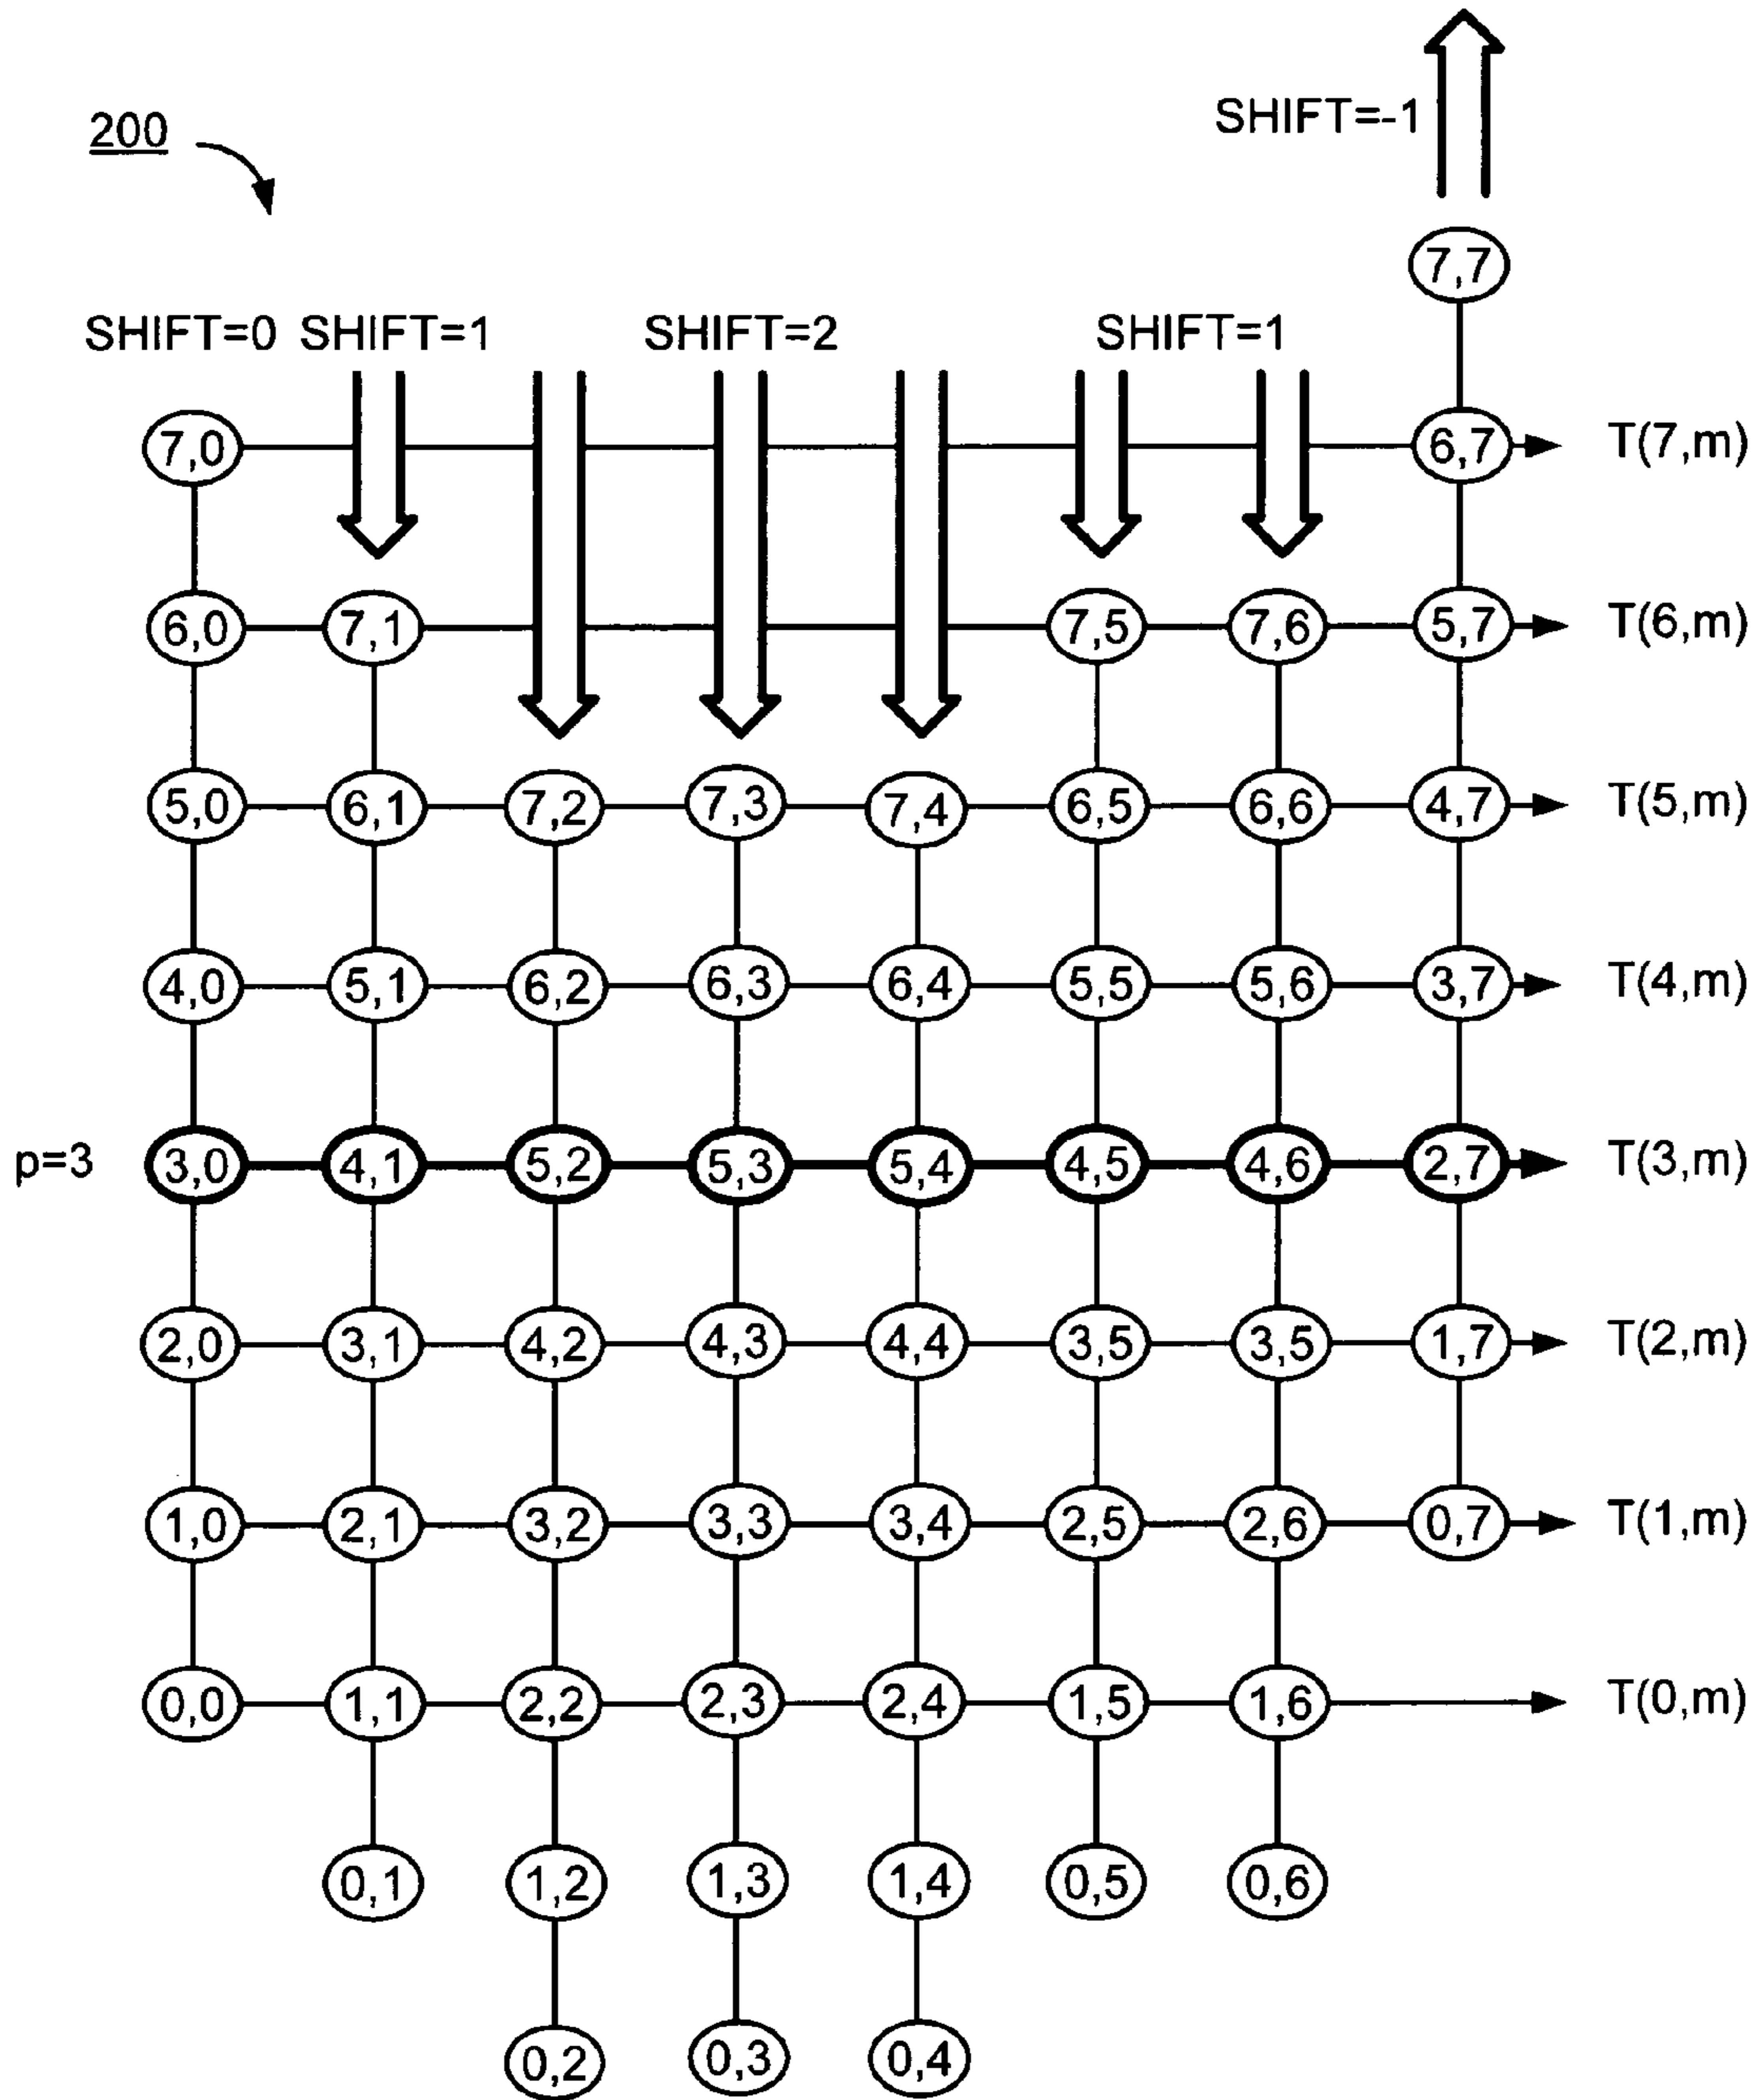 SHIFT=-1
200
7,7
SHIFT=0 SHIFT=1 SHIFT=2 SHIFT=1
7,0 6,7 T(7,m)
6,0 7,1 7,5 7,6 5,7 T(6,m)
5,0 6,1 7,2 7,3 7,4 6,5 6,6 4,7 T(5,m)
4,0 5,1 6,2 6,3 6,4 5,5 5,6 3,7 T(4,m)
p=3 3,0 4,1 5,2 5,3 5,4 4,5 4,6 2,7 T(3,m)
2,0 3,1 4,2 4,3 4,4 3,5 3,5 1,7 T(2,m)
1,0 2,1 3,2 3,3 3,4 2,5 2,6 0,7 T(1,m)
0,0 1,1 2,2 2,3 2,4 1,5 1,6 T(0,m)
0,1 1,2 1,3 1,4 0,5 0,6
0,2 0,3 0,4